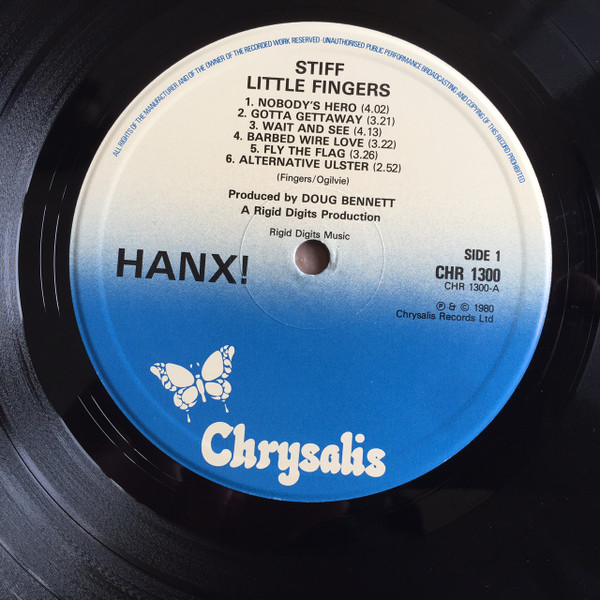 ALL RIGHTS OF THE MANUFACTURER AND OF THE OWNER OF THE RECORDED WORK RESERVED · UNAUTHORISED PUBLIC PERFORMANCE BROADCASTING AND COPYING OF THIS RECORD PROHIBITED
STIFF
LITTLE FINGERS
1. NOBODY'S HERO (4.02)
2. GOTTA GETTAWAY (3.21)
3. WAIT AND SEE (4.13)
4. BARBED WIRE LOVE (3.22)
5. FLY THE FLAG (3.26)
6. ALTERNATIVE ULSTER (2.52)
(Fingers/Ogilvie)
Produced by DOUG BENNETT
A Rigid Digits Production
Rigid Digits Music
HANX!
SIDE 1
CHR 1300
CHR 1300-A
℗ & © 1980
Chrysalis Records Ltd
Chrysalis